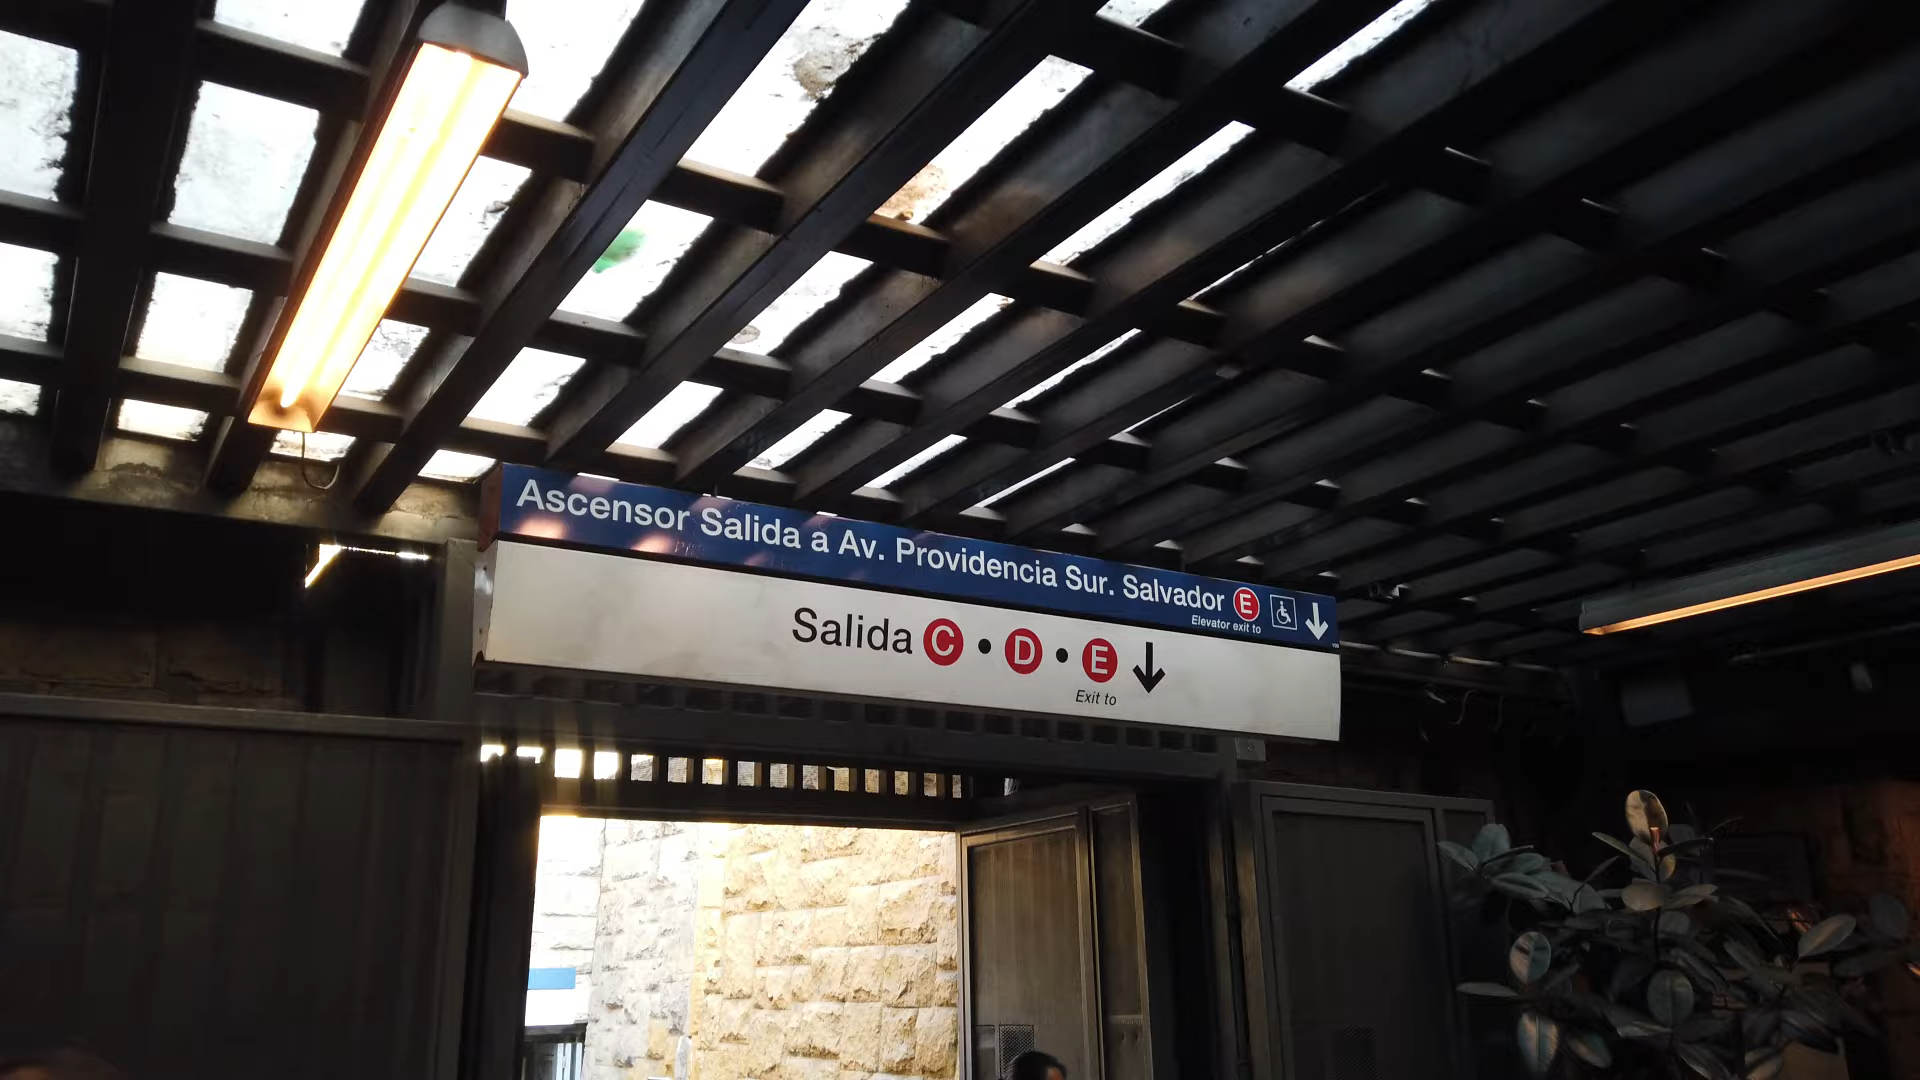 Ascensor Salida a Av. Providencia Sur. Salvador E
Elevator exit to
Salida C • D • E
Exit to